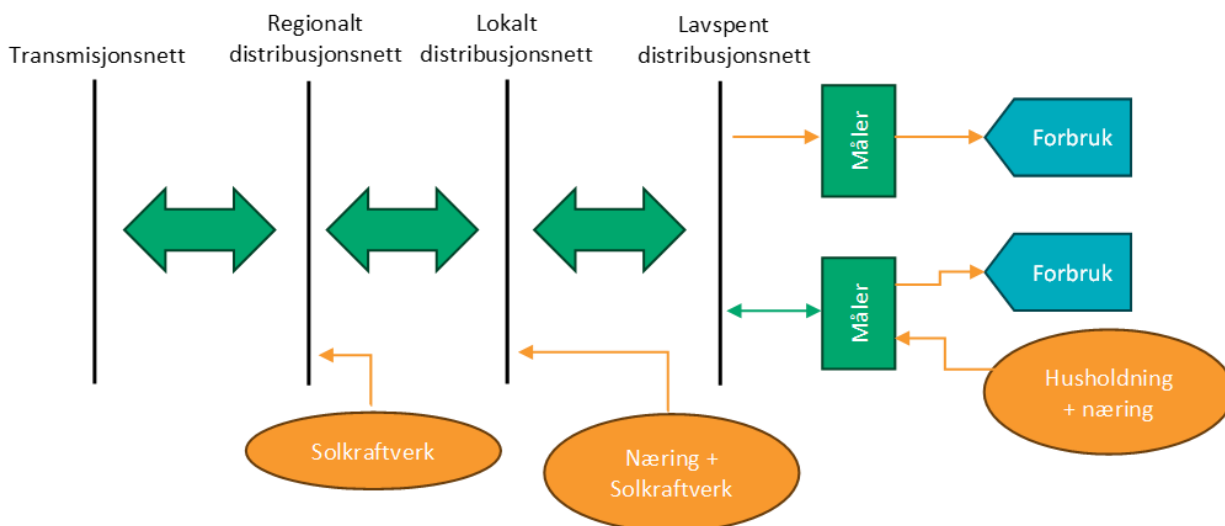 Transmisjonsnett
Regionalt
distribusjonsnett
Lokalt
distribusjonsnett
Lavspent
distribusjonsnett
Måler
Forbruk
Måler
Forbruk
Husholdning
+ næring
Solkraftverk
Næring +
Solkraftverk